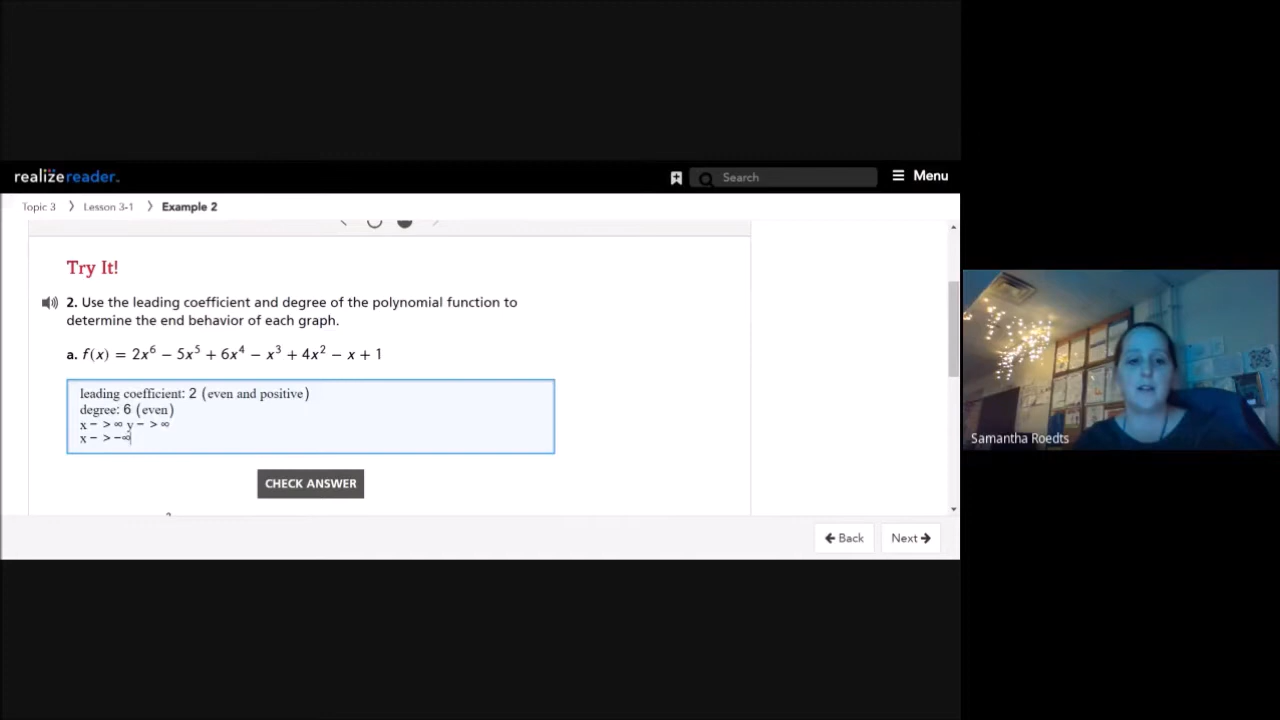 realizereader.
Search
Menu
Topic 3 > Lesson 3-1 > Example 2
Try It!
2. Use the leading coefficient and degree of the polynomial function to
determine the end behavior of each graph.
a. f(x) = 2x⁶ − 5x⁵ + 6x⁴ − x³ + 4x² − x + 1
leading coefficient: 2 (even and positive)
degree: 6 (even)
x − > ∞ y − > ∞
x − > −∞
CHECK ANSWER
Back
Next
Samantha Roedts